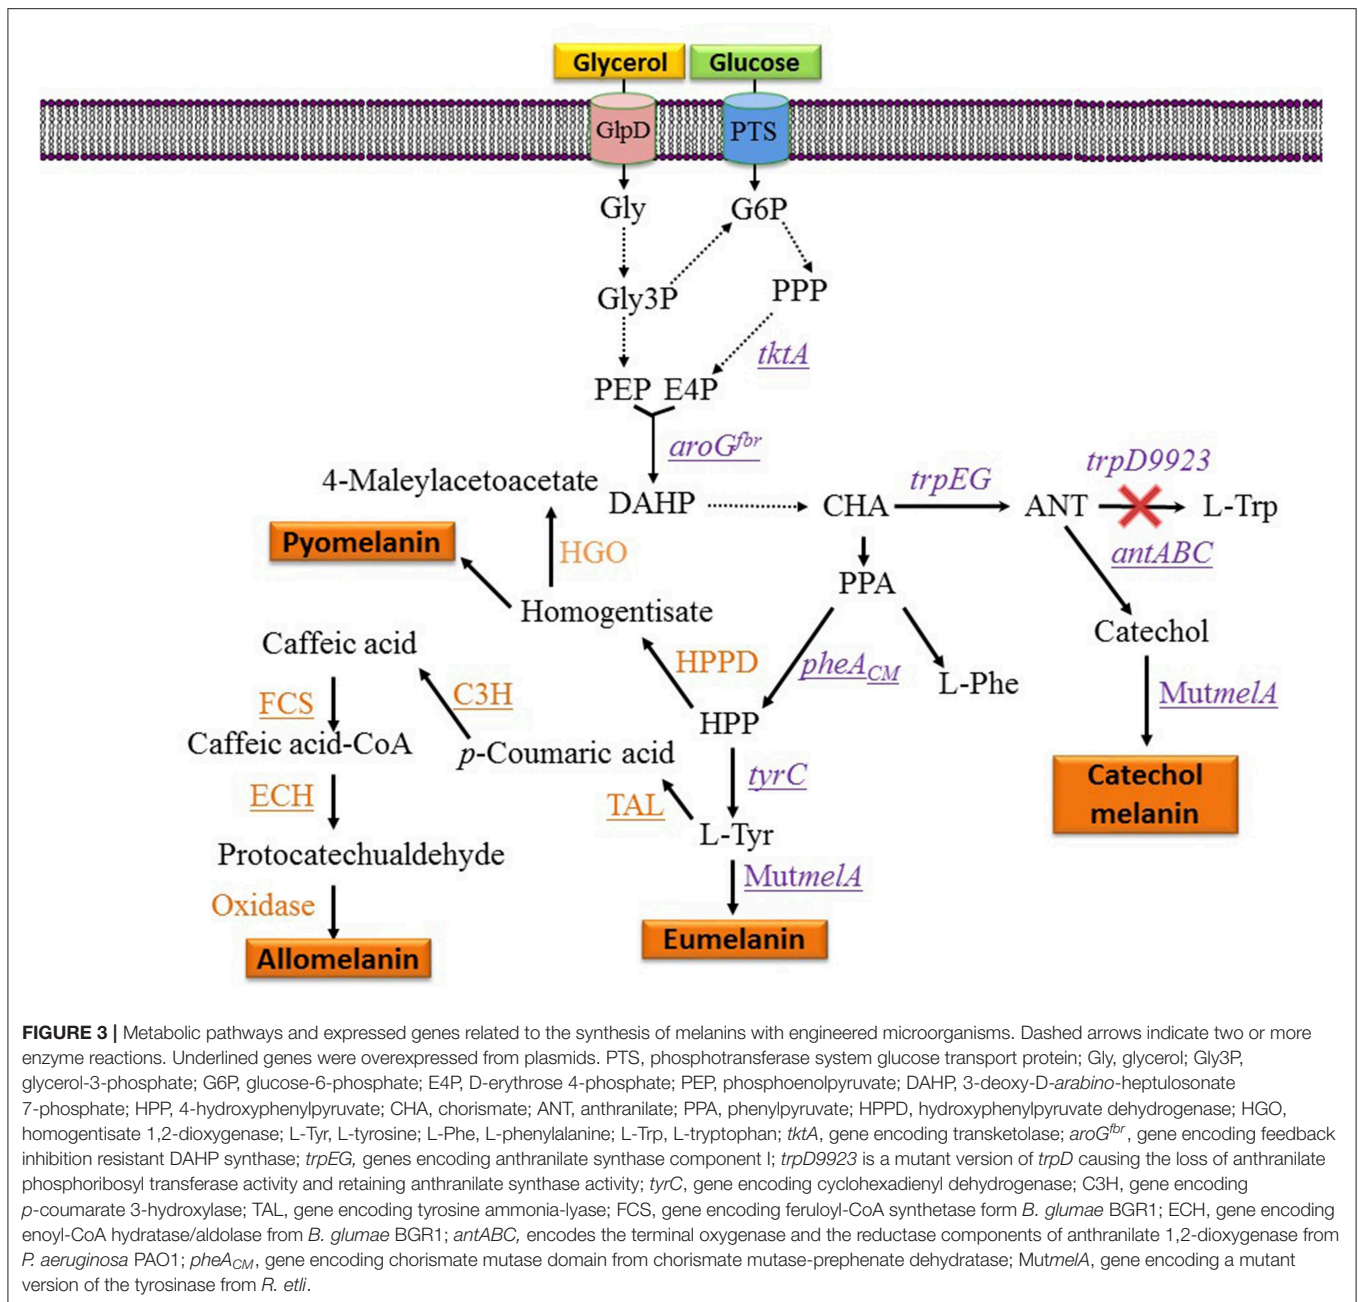 Glycerol Glucose
GlpD PTS
Gly G6P
Gly3P PPP
tktA
PEP E4P
aroG^fbr
4-Maleylacetoacetate DAHP CHA trpEG ANT trpD9923 L-Trp
Pyomelanin HGO antABC
Homogentisate PPA
Caffeic acid HPPD pheA_CM L-Phe Catechol
FCS C3H MutmelA
Caffeic acid-CoA p-Coumaric acid HPP
ECH TAL tyrC Catechol
melanin
Protocatechualdehyde L-Tyr
Oxidase MutmelA
Allomelanin Eumelanin
FIGURE 3 | Metabolic pathways and expressed genes related to the synthesis of melanins with engineered microorganisms. Dashed arrows indicate two or more
enzyme reactions. Underlined genes were overexpressed from plasmids. PTS, phosphotransferase system glucose transport protein; Gly, glycerol; Gly3P,
glycerol-3-phosphate; G6P, glucose-6-phosphate; E4P, D-erythrose 4-phosphate; PEP, phosphoenolpyruvate; DAHP, 3-deoxy-D-arabino-heptulosonate
7-phosphate; HPP, 4-hydroxyphenylpyruvate; CHA, chorismate; ANT, anthranilate; PPA, phenylpyruvate; HPPD, hydroxyphenylpyruvate dehydrogenase; HGO,
homogentisate 1,2-dioxygenase; L-Tyr, L-tyrosine; L-Phe, L-phenylalanine; L-Trp, L-tryptophan; tktA, gene encoding transketolase; aroG^fbr, gene encoding feedback
inhibition resistant DAHP synthase; trpEG, genes encoding anthranilate synthase component I; trpD9923 is a mutant version of trpD causing the loss of anthranilate
phosphoribosyl transferase activity and retaining anthranilate synthase activity; tyrC, gene encoding cyclohexadienyl dehydrogenase; C3H, gene encoding
p-coumarate 3-hydroxylase; TAL, gene encoding tyrosine ammonia-lyase; FCS, gene encoding feruloyl-CoA synthetase form B. glumae BGR1; ECH, gene encoding
enoyl-CoA hydratase/aldolase from B. glumae BGR1; antABC, encodes the terminal oxygenase and the reductase components of anthranilate 1,2-dioxygenase from
P. aeruginosa PAO1; pheA_CM, gene encoding chorismate mutase domain from chorismate mutase-prephenate dehydratase; MutmelA, gene encoding a mutant
version of the tyrosinase from R. etli.